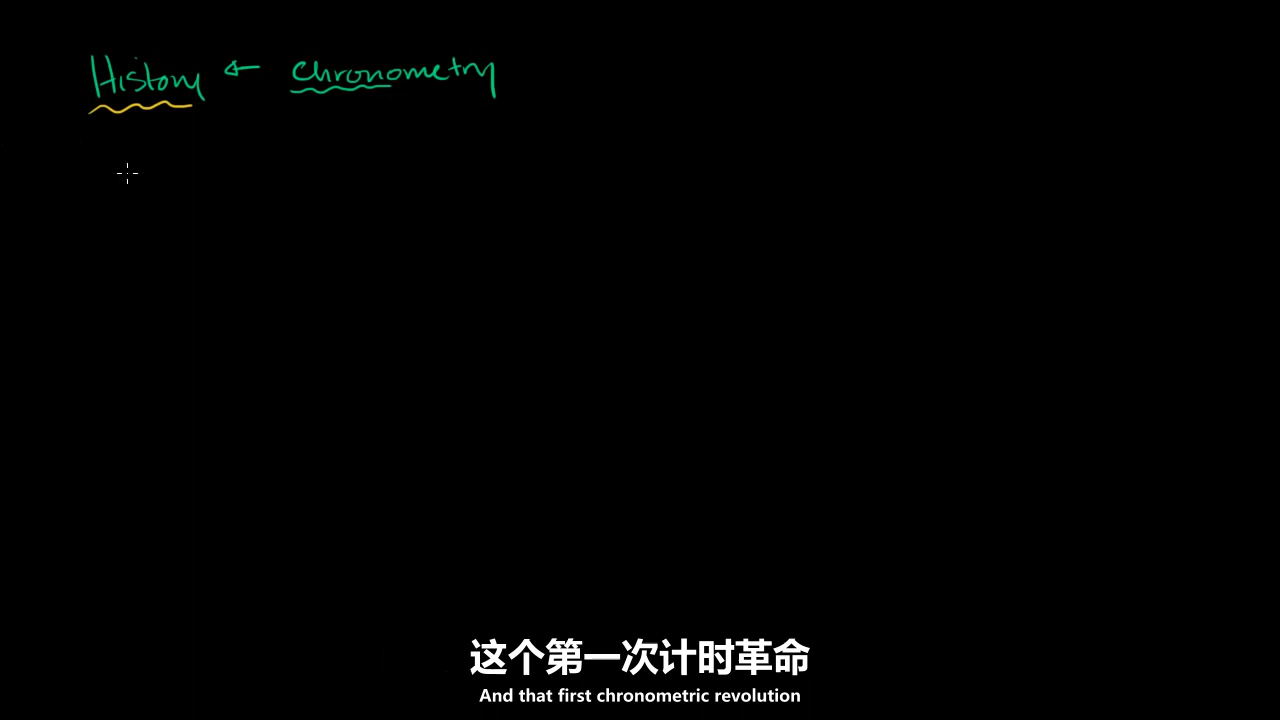 History ← chronometry
这个第一次计时革命
And that first chronometric revolution